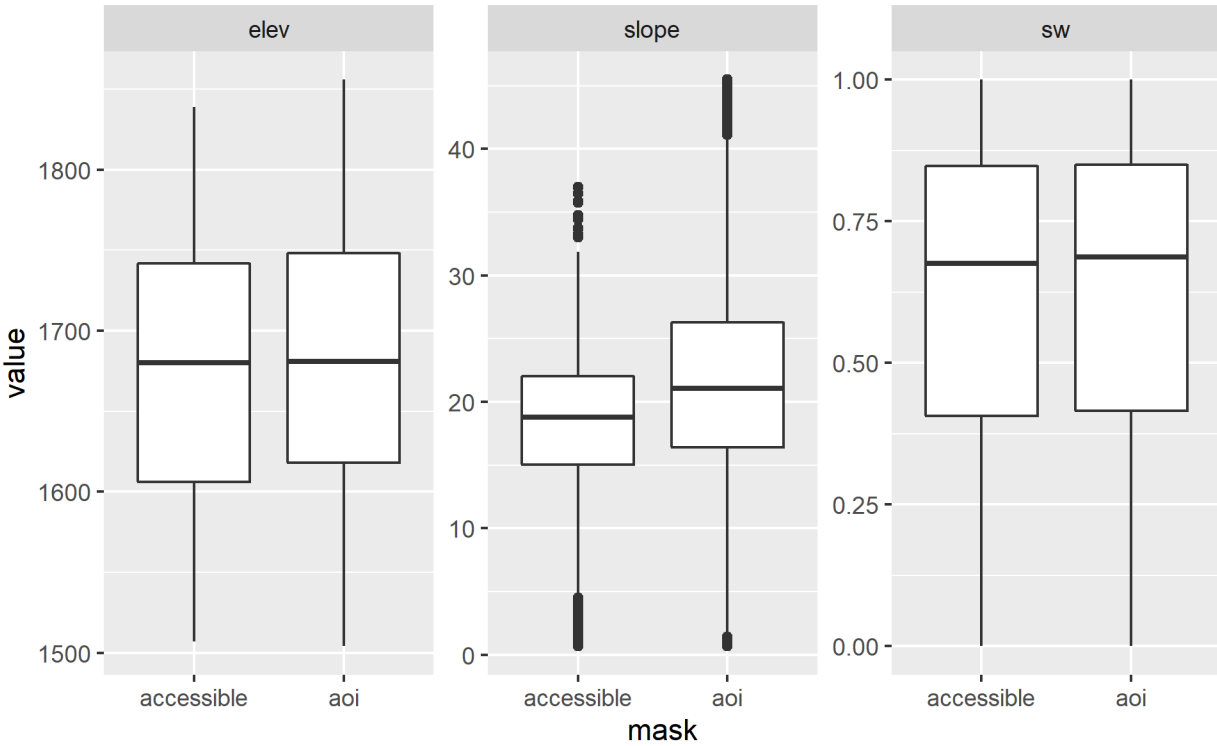 elev
slope
sw
value
1800
1700
1600
1500
40
30
20
10
0
1.00
0.75
0.50
0.25
0.00
accessible
aoi
accessible
aoi
accessible
aoi
mask